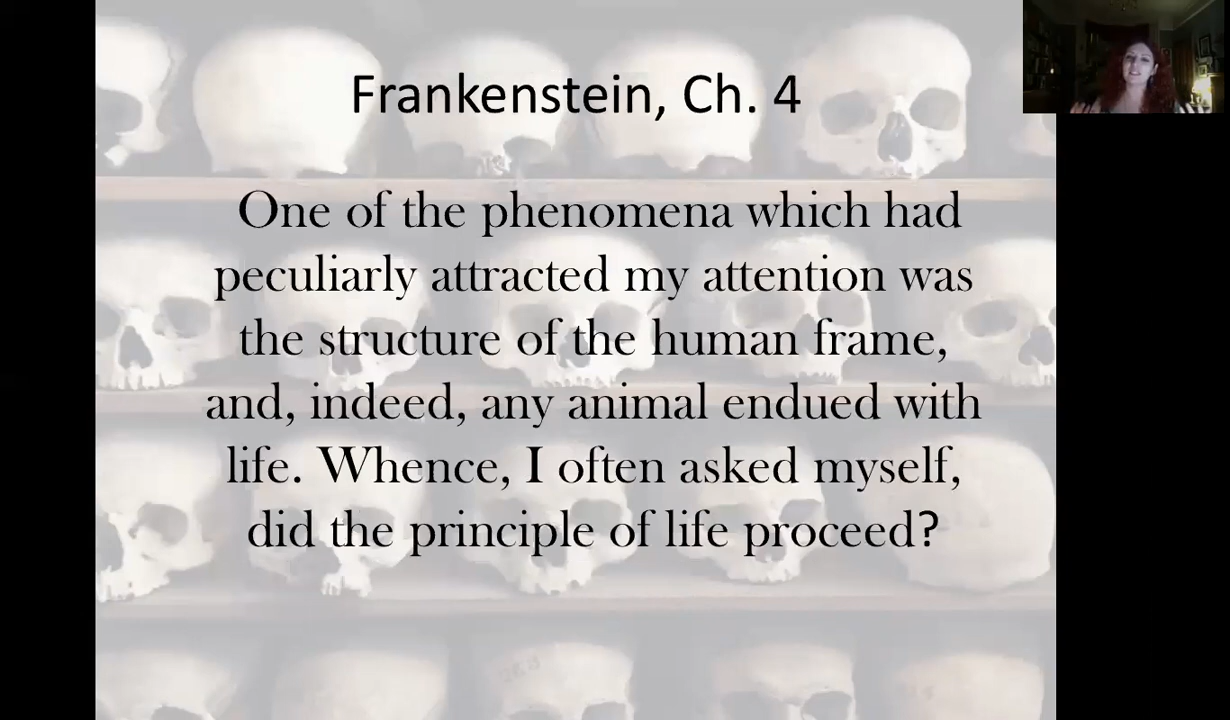 Frankenstein, Ch. 4
One of the phenomena which had
peculiarly attracted my attention was
the structure of the human frame,
and, indeed, any animal endued with
life. Whence, I often asked myself,
did the principle of life proceed?